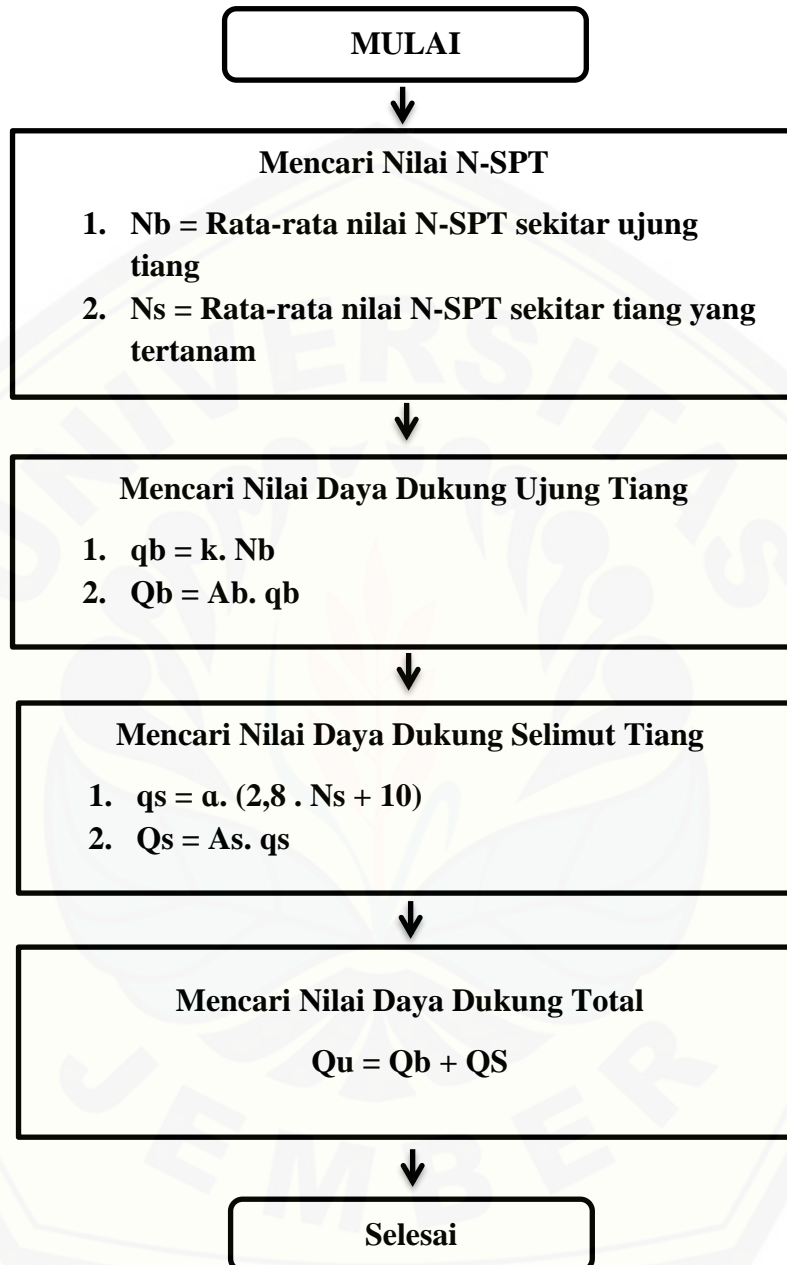 MULAI
Mencari Nilai N-SPT
1. Nb = Rata-rata nilai N-SPT sekitar ujung
tiang
2. Ns = Rata-rata nilai N-SPT sekitar tiang yang
tertanam
Mencari Nilai Daya Dukung Ujung Tiang
1. qb = k. Nb
2. Qb = Ab. qb
Mencari Nilai Daya Dukung Selimut Tiang
1. qs = α. (2,8 . Ns + 10)
2. Qs = As. qs
Mencari Nilai Daya Dukung Total
Qu = Qb + QS
Selesai
UNIVERSITAS
JEMBER